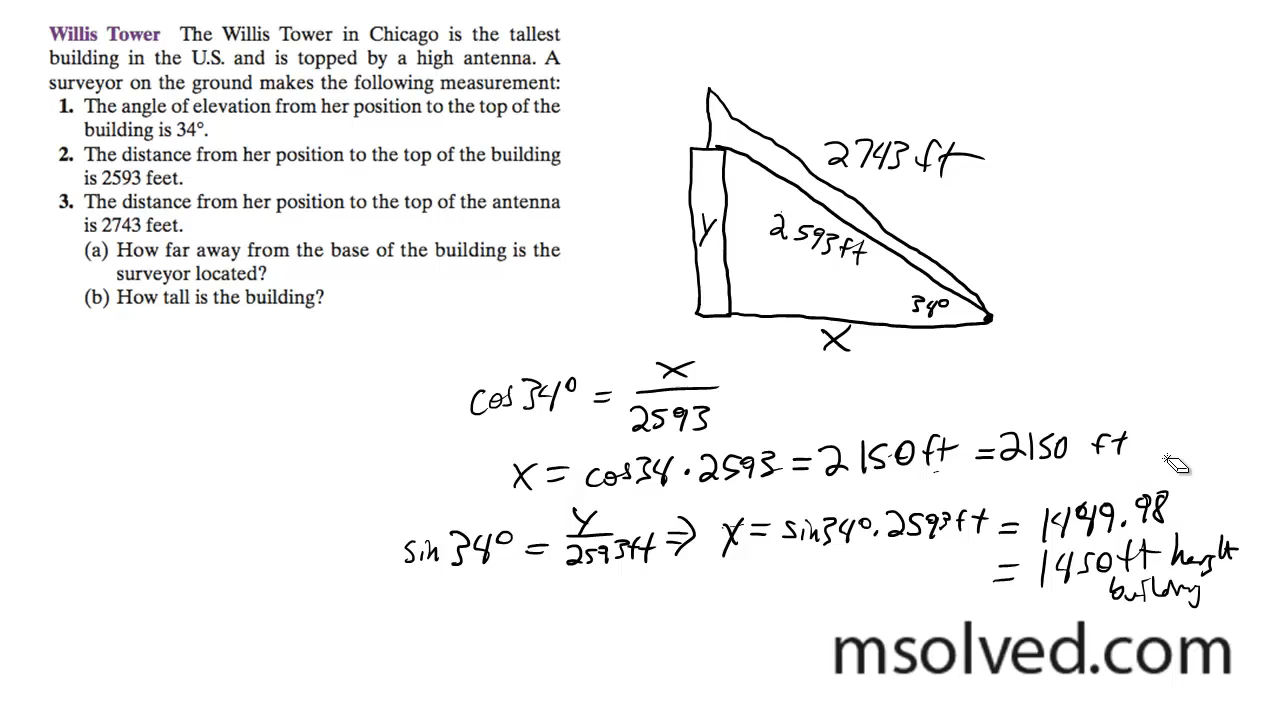 Willis Tower The Willis Tower in Chicago is the tallest
building in the U.S. and is topped by a high antenna. A
surveyor on the ground makes the following measurement:
1. The angle of elevation from her position to the top of the
building is 34°.
2. The distance from her position to the top of the building
is 2593 feet.
3. The distance from her position to the top of the antenna
is 2743 feet.
(a) How far away from the base of the building is the
surveyor located?
(b) How tall is the building?
2743 ft
y
2593 ft
34°
x
cos 34° = x / 2593
x = cos 34 · 2593 = 2150 ft = 2150 ft
sin 34° = y / 2593 ft ⇒ y = sin 34° · 2593 ft = 1449.98
= 1450 ft height
building
msolved.com